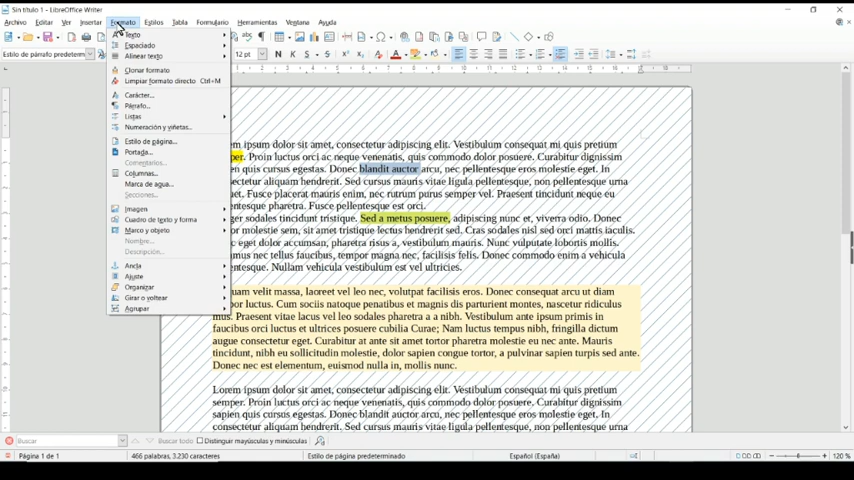 Sin título 1 - LibreOffice Writer
Archivo Editar Ver Insertar Formato Estilos Tabla Formulario Herramientas Ventana Ayuda
Estilo de párrafo predeterm
12 pt
Texto
Espaciado
Alinear texto
Clonar formato
Limpiar formato directo Ctrl+M
Carácter...
Párrafo...
Listas
Numeración y viñetas...
Estilo de página...
Portada...
Comentarios...
Columnas...
Marca de agua...
Secciones...
Imagen
Cuadro de texto y forma
Marco y objeto
Nombre...
Descripción...
Ancla
Ajuste
Organizar
Girar o voltear
Agrupar
em ipsum dolor sit amet, consectetur adipiscing elit. Vestibulum consequat mi quis pretium
per. Proin luctus orci ac neque venenatis, quis commodo dolor posuere. Curabitur dignissim
en quis cursus egestas. Donec blandit auctor arcu, nec pellentesque eros molestie eget. In
sectetur aliquam hendrerit. Sed cursus mauris vitae ligula pellentesque, non pellentesque urna
et. Fusce placerat mauris enim, nec rutrum purus semper vel. Praesent tincidunt neque eu
entesque pharetra. Fusce pellentesque est orci.
ger sodales tincidunt tristique. Sed a metus posuere, adipiscing nunc et, viverra odio. Donec
molestie sem, sit amet tristique lectus hendrerit sed. Cras sodales nisl sed orci mattis iaculis.
eget dolor accumsan, pharetra risus a, vestibulum mauris. Nunc vulputate lobortis mollis.
mus nec tellus faucibus, tempor magna nec, facilisis felis. Donec commodo enim a vehicula
entesque. Nullam vehicula vestibulum est vel ultricies.
uam velit massa, laoreet vel leo nec, volutpat facilisis eros. Donec consequat arcu ut diam
por luctus. Cum sociis natoque penatibus et magnis dis parturient montes, nascetur ridiculus
mus. Praesent vitae lacus vel leo sodales pharetra a a nibh. Vestibulum ante ipsum primis in
faucibus orci luctus et ultrices posuere cubilia Curae; Nam luctus tempus nibh, fringilla dictum
augue consectetur eget. Curabitur at ante sit amet tortor pharetra molestie eu nec ante. Mauris
tincidunt, nibh eu sollicitudin molestie, dolor sapien congue tortor, a pulvinar sapien turpis sed ante.
Donec nec est elementum, euismod nulla in, mollis nunc.
Lorem ipsum dolor sit amet, consectetur adipiscing elit. Vestibulum consequat mi quis pretium
semper. Proin luctus orci ac neque venenatis, quis commodo dolor posuere. Curabitur dignissim
sapien quis cursus egestas. Donec blandit auctor arcu, nec pellentesque eros molestie eget. In
consectetur aliquam hendrerit. Sed cursus mauris vitae ligula pellentesque, non pellentesque urna
Buscar Buscar todo Distinguir mayúsculas y minúsculas
Página 1 de 1 466 palabras, 3.230 caracteres Estilo de página predeterminado Español (España) 120 %